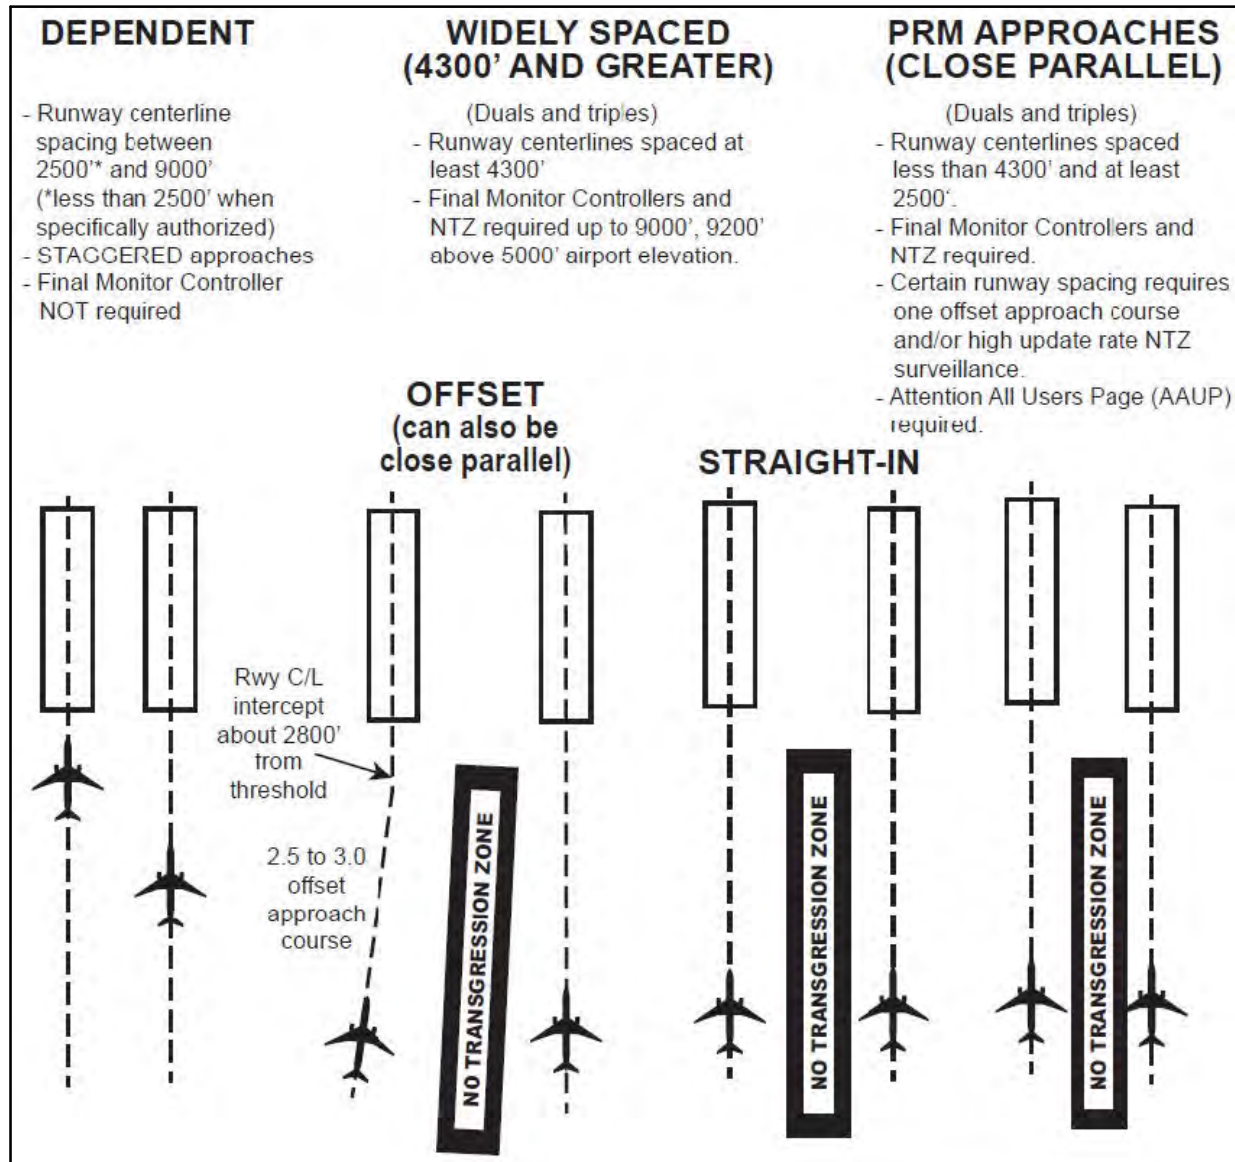 DEPENDENT
- Runway centerline
spacing between
2500'* and 9000'
(*less than 2500' when
specifically authorized)
- STAGGERED approaches
- Final Monitor Controller
NOT required
WIDELY SPACED
(4300' AND GREATER)
(Duals and triples)
- Runway centerlines spaced at
least 4300'
- Final Monitor Controllers and
NTZ required up to 9000', 9200'
above 5000' airport elevation.
PRM APPROACHES
(CLOSE PARALLEL)
(Duals and triples)
- Runway centerlines spaced
less than 4300' and at least
2500'.
- Final Monitor Controllers and
NTZ required.
- Certain runway spacing requires
one offset approach course
and/or high update rate NTZ
surveillance.
- Attention All Users Page (AAUP)
required.
OFFSET
(can also be
close parallel)
STRAIGHT-IN
Rwy C/L
intercept
about 2800'
from
threshold
2.5 to 3.0
offset
approach
course
NO TRANSGRESSION ZONE
NO TRANSGRESSION ZONE
NO TRANSGRESSION ZONE